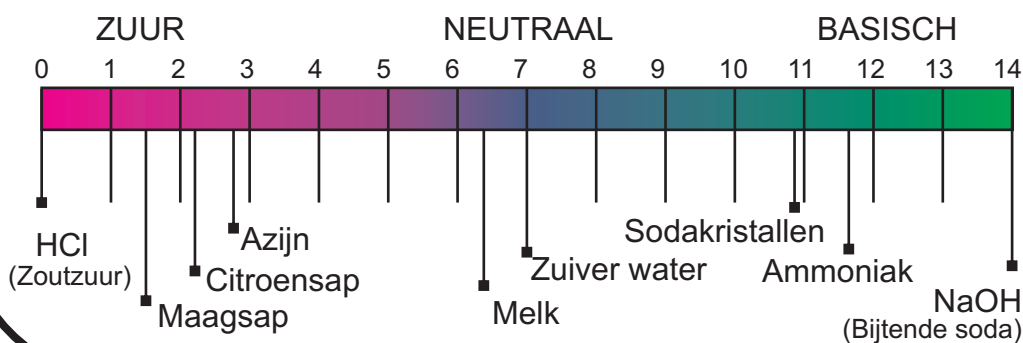 ZUUR NEUTRAAL BASISCH
0 1 2 3 4 5 6 7 8 9 10 11 12 13 14
HCl
(Zoutzuur)
Maagsap
Citroensap
Azijn
Melk
Zuiver water
Sodakristallen
Ammoniak
NaOH
(Bijtende soda)